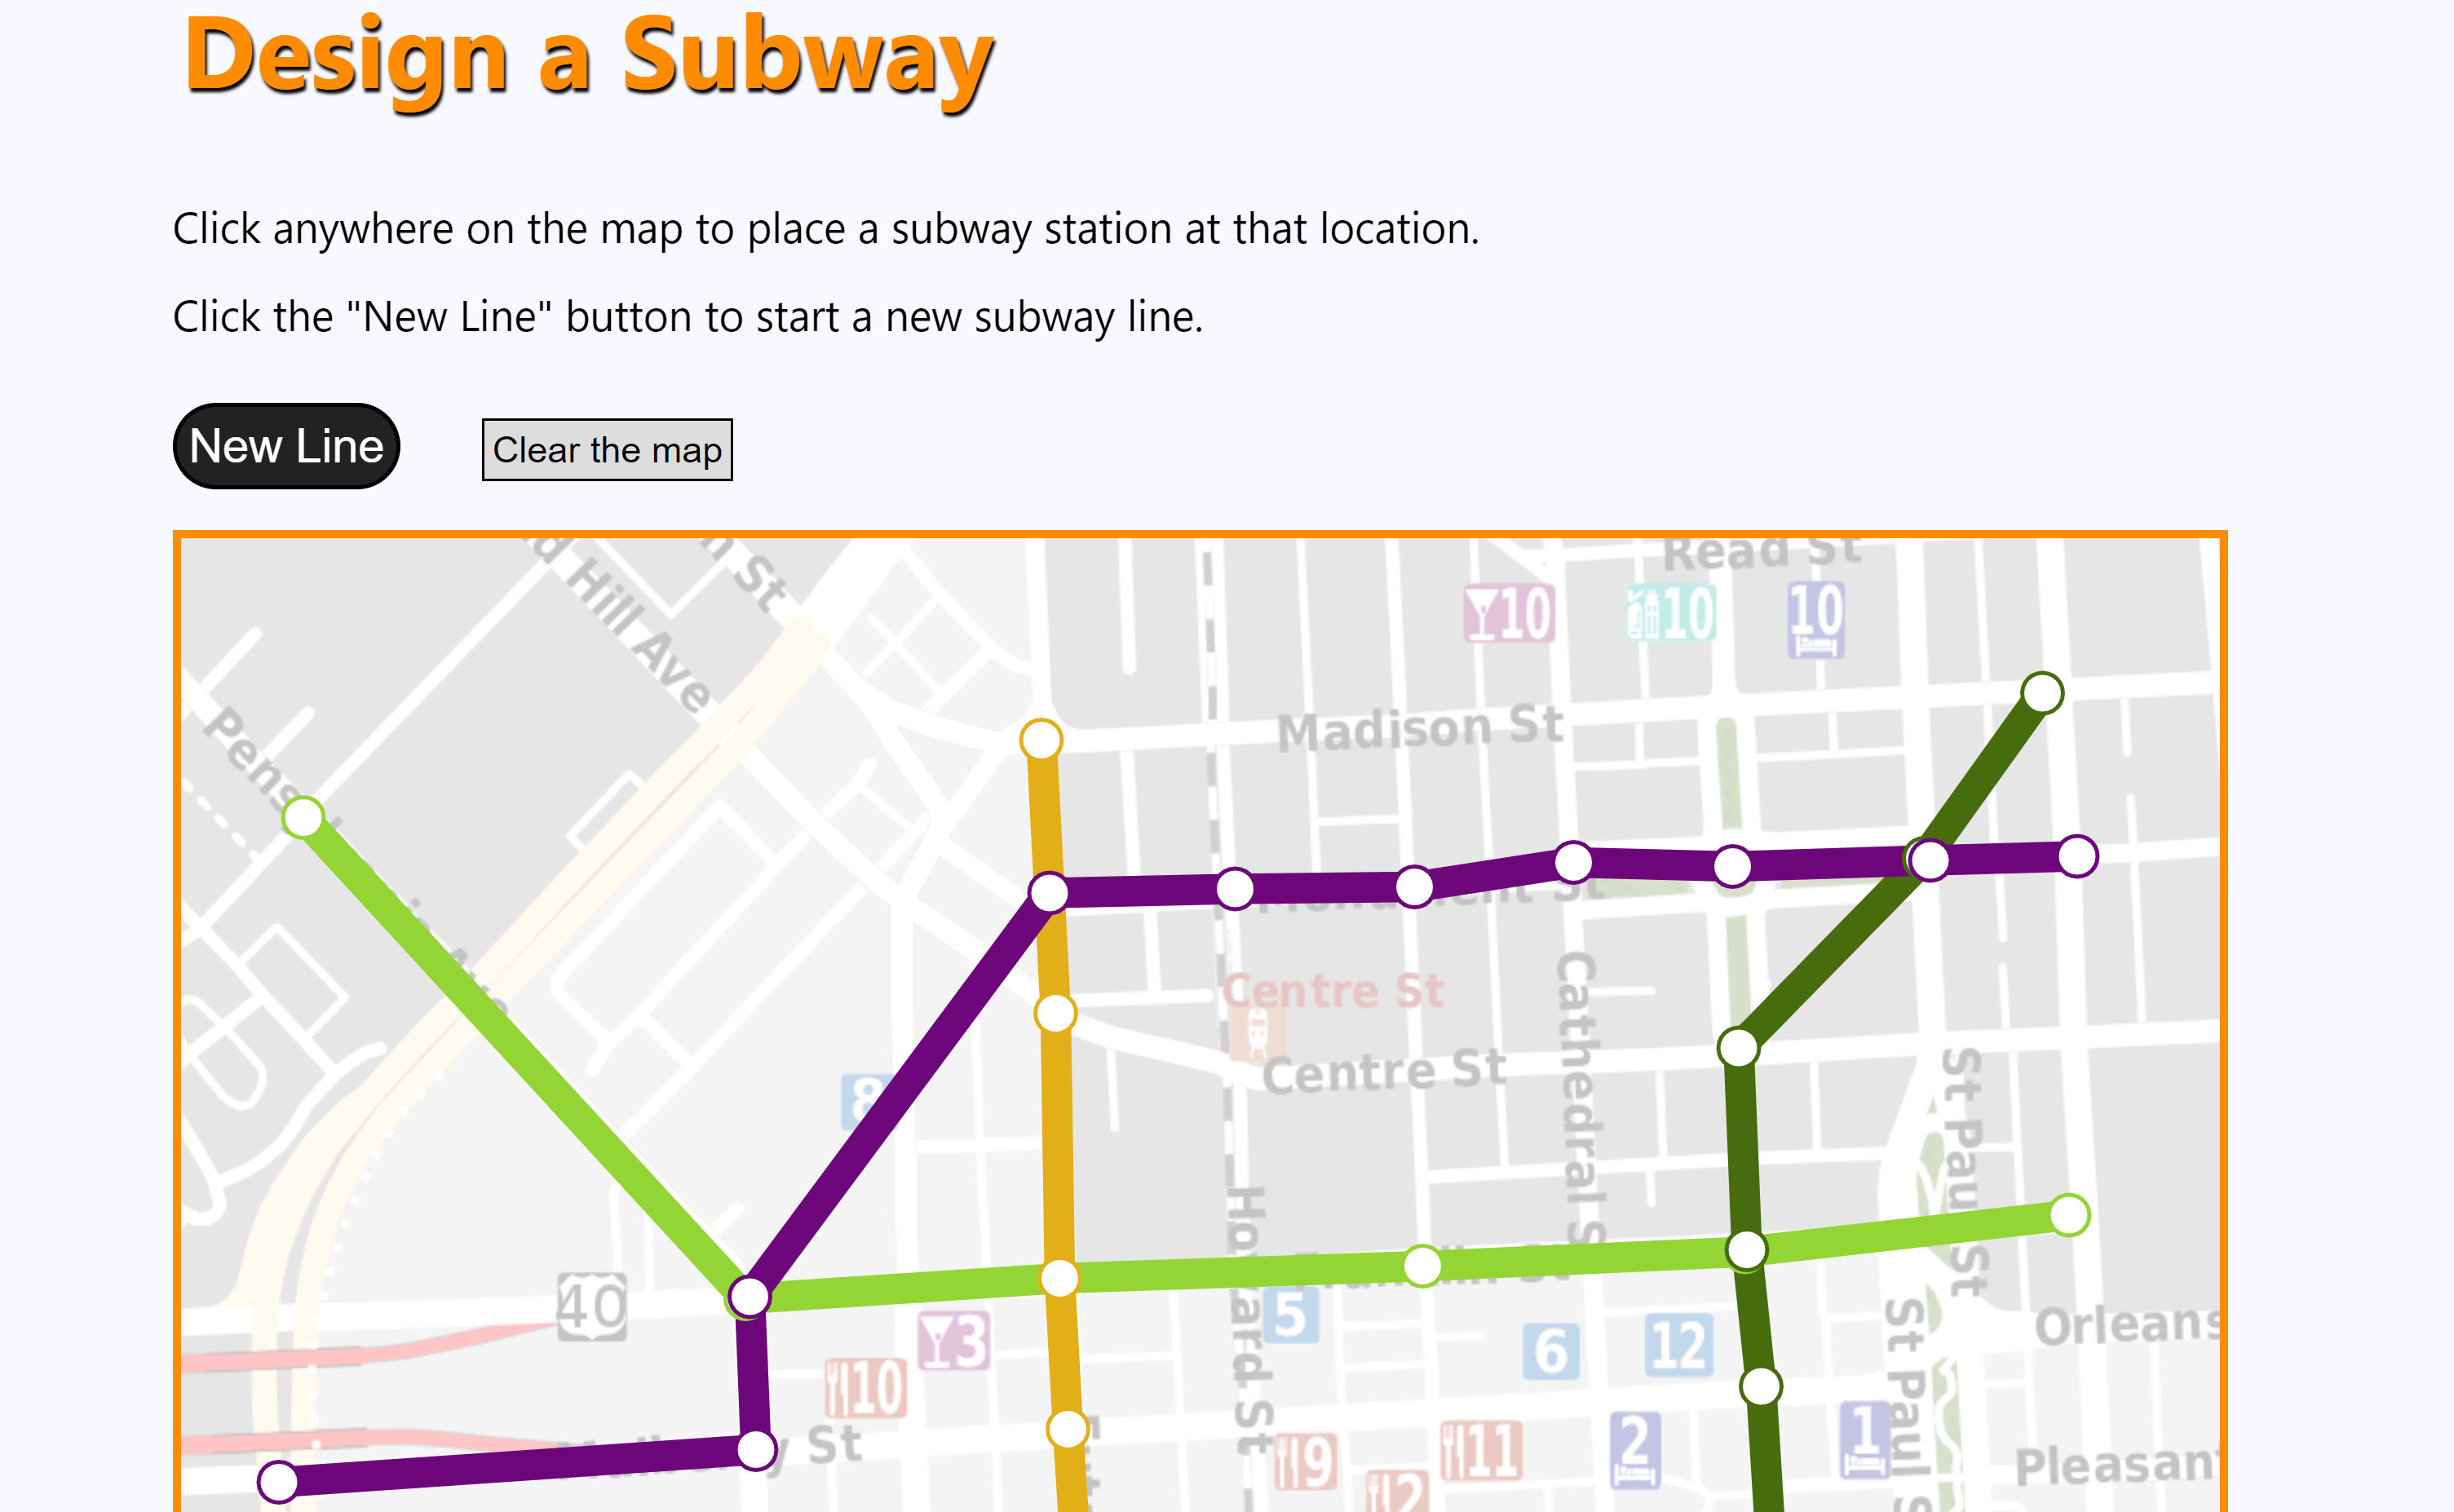 Design a Subway
Click anywhere on the map to place a subway station at that location.
Click the "New Line" button to start a new subway line.
New Line
Clear the map
Read St
10
10
10
Hill Ave
St
Madison St
Centre St
Centre St
Cathedral S
St Paul St
8
40
3
10
5
6
12
Howard St
Orleans
St
9
11
2
2
1
St Paul S
Pleasant